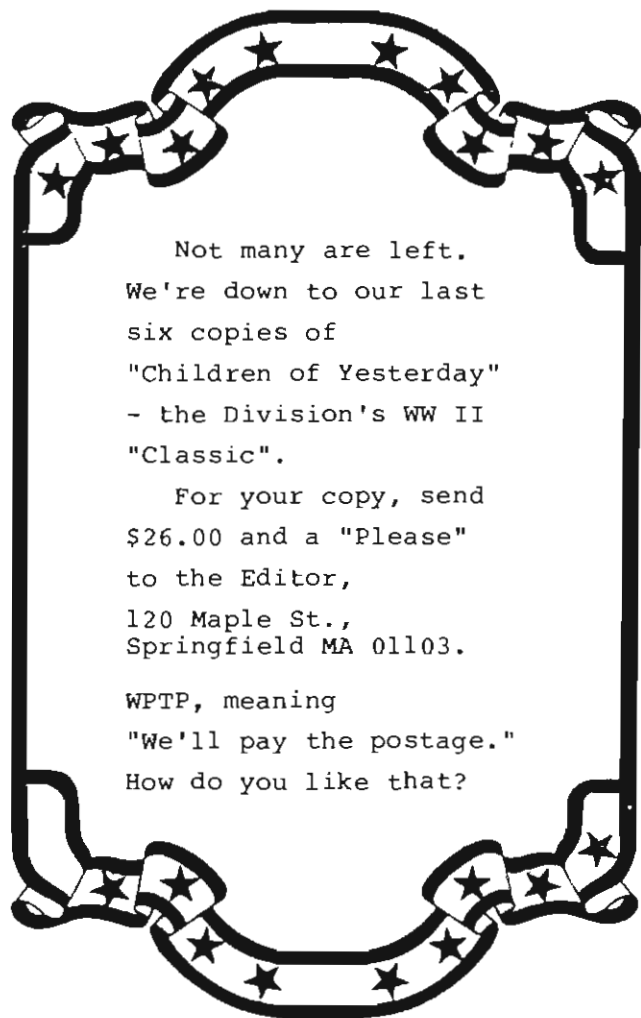 Not many are left.
We're down to our last
six copies of
"Children of Yesterday"
- the Division's WW II
"Classic".
For your copy, send
$26.00 and a "Please"
to the Editor,
120 Maple St.,
Springfield MA 01103.
WPTP, meaning
"We'll pay the postage."
How do you like that?